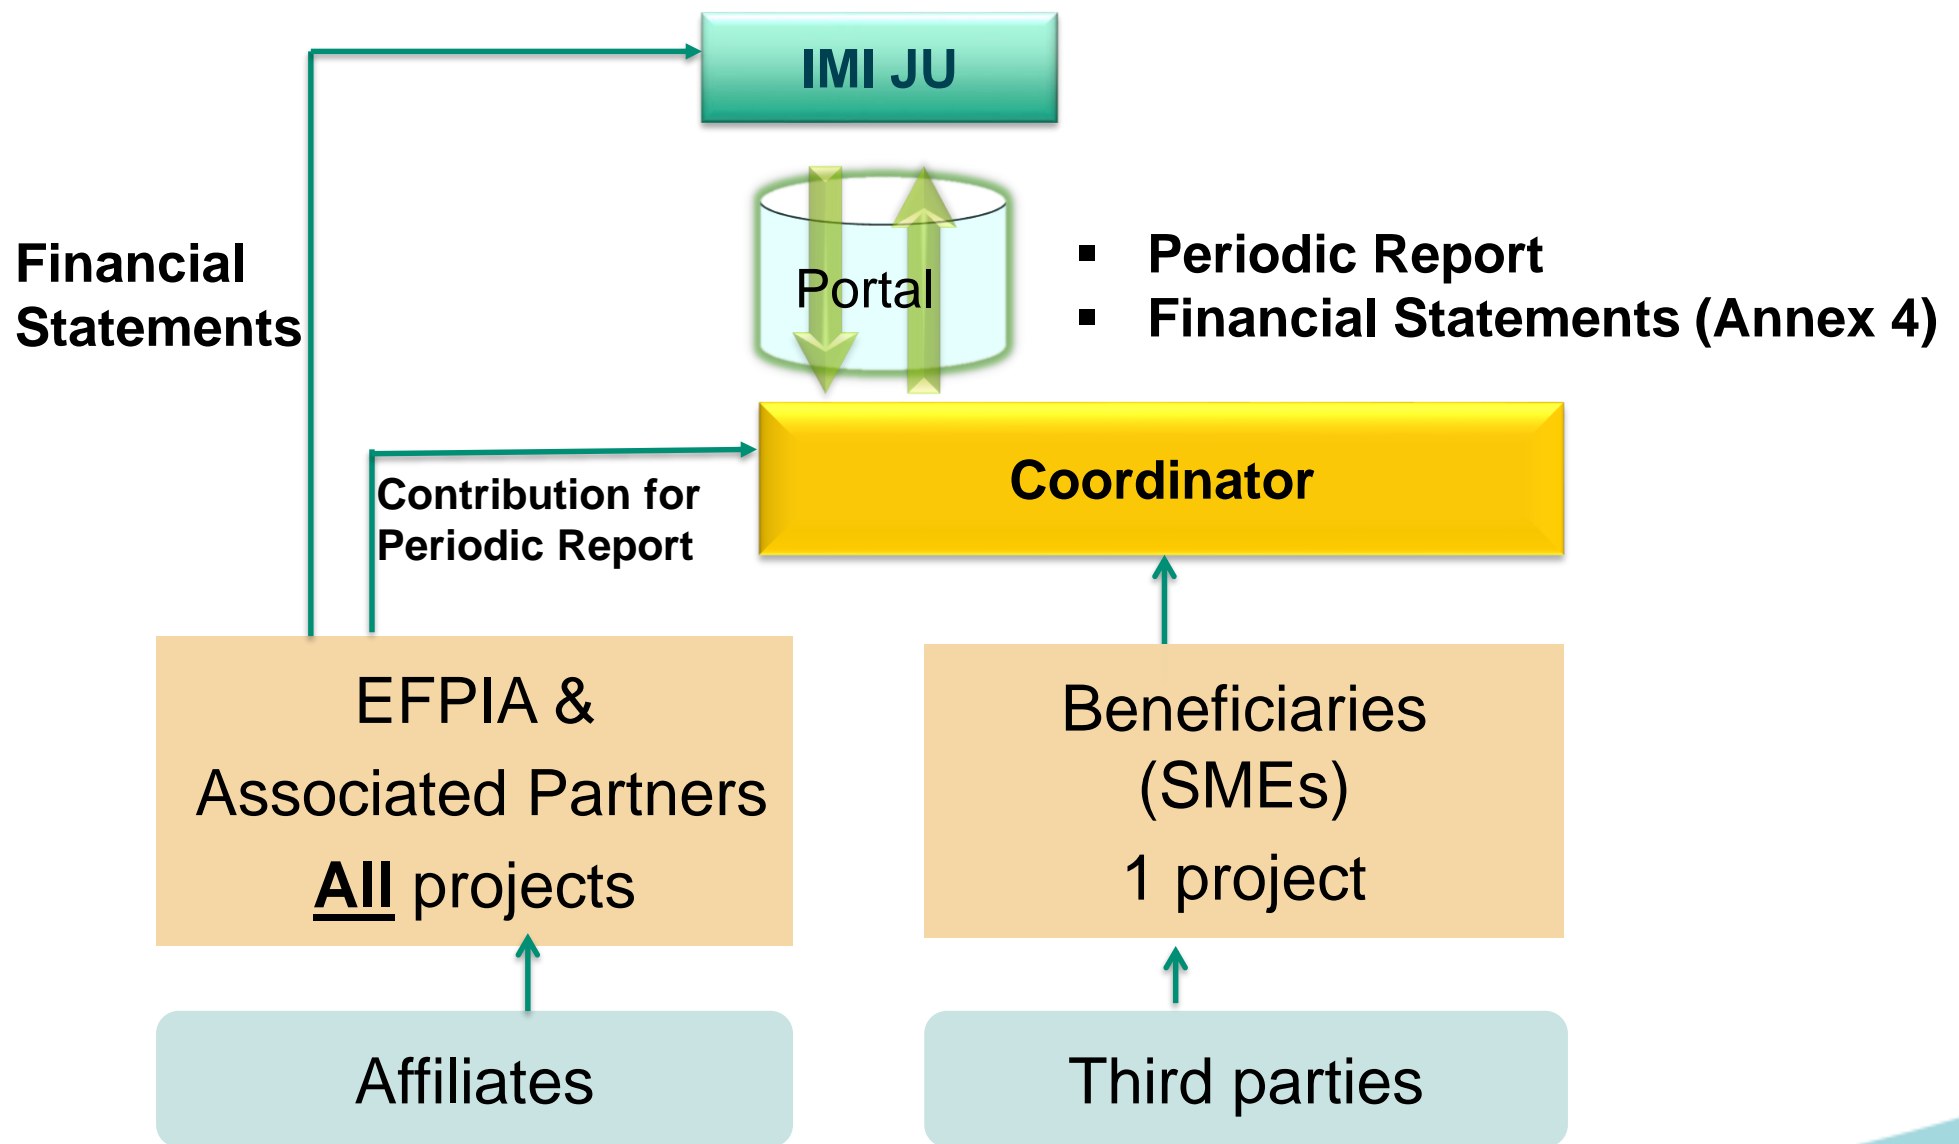 IMI JU
Financial
Statements
Portal
▪ Periodic Report
▪ Financial Statements (Annex 4)
Contribution for
Periodic Report
Coordinator
EFPIA &
Associated Partners
All projects
Beneficiaries
(SMEs)
1 project
Affiliates
Third parties